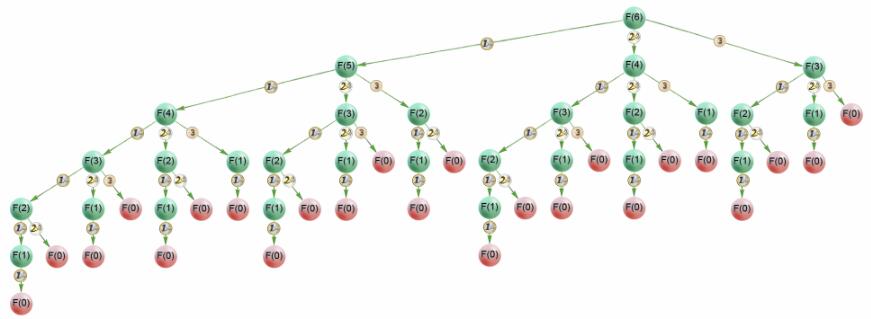 F(6)
1 2 3
F(5) F(4) F(3)
1 2 3 1 2 3 1 2 3
F(4) F(3) F(2) F(3) F(2) F(1) F(2) F(1) F(0)
1 2 3 1 2 3 1 2 1 2 3 1 2 1 1 2 1
F(3) F(2) F(1) F(2) F(1) F(0) F(1) F(0) F(2) F(1) F(0) F(1) F(0) F(0) F(1) F(0) F(0)
1 2 3 1 2 1 1 2 1 1 1 2 1 1 1
F(2) F(1) F(0) F(1) F(0) F(0) F(1) F(0) F(0) F(0) F(1) F(0) F(0) F(0) F(0)
1 2 1 1 1 1
F(1) F(0) F(0) F(0) F(0) F(0)
1
F(0)